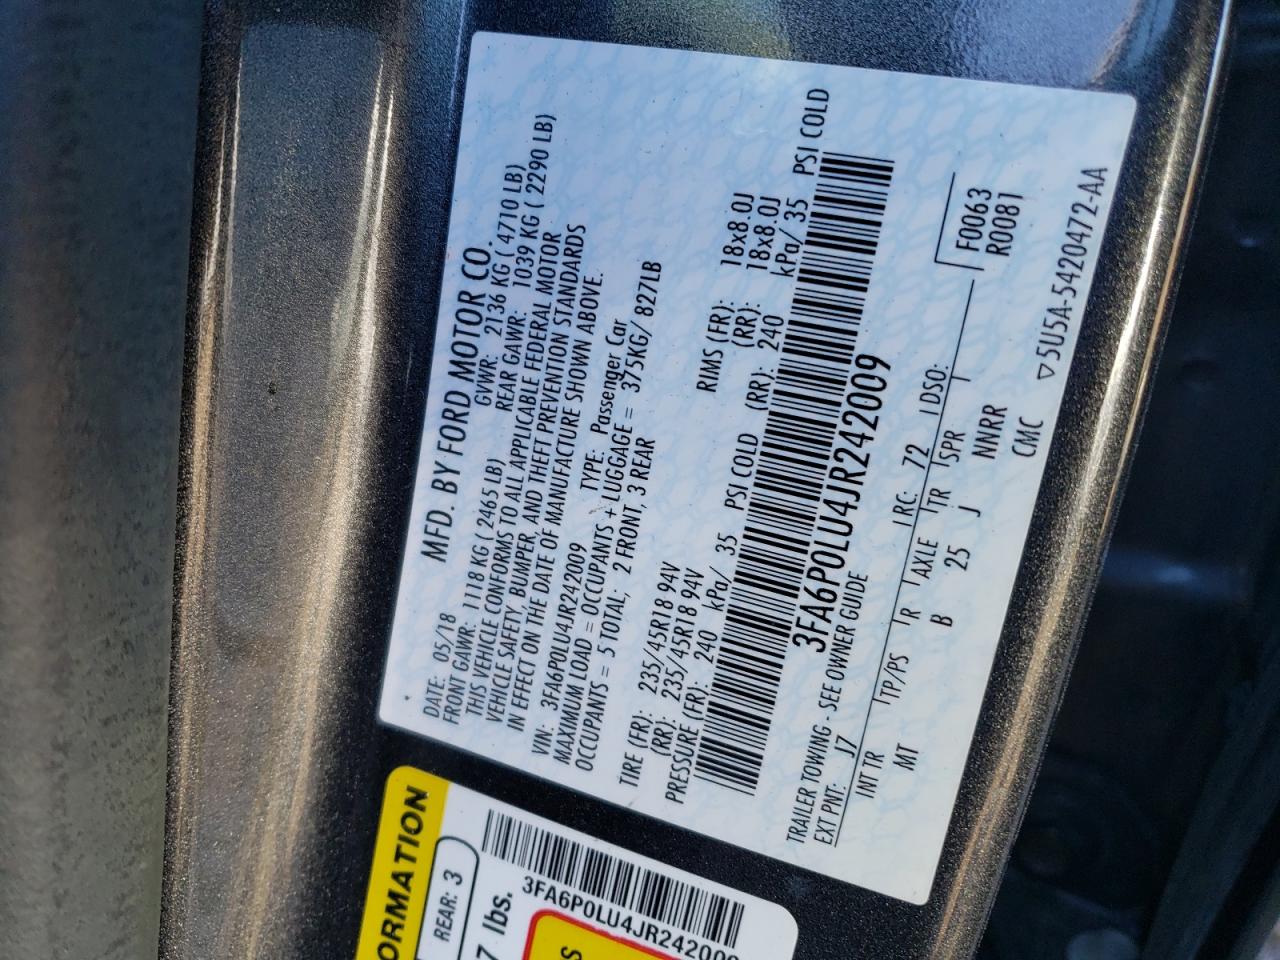 MFD. BY FORD MOTOR CO.
DATE: 05/18 GVWR: 2136 KG ( 4710 LB)
FRONT GAWR: 1118 KG ( 2465 LB) REAR GAWR: 1039 KG ( 2290 LB)
THIS VEHICLE CONFORMS TO ALL APPLICABLE FEDERAL MOTOR
VEHICLE SAFETY, BUMPER, AND THEFT PREVENTION STANDARDS
IN EFFECT ON THE DATE OF MANUFACTURE SHOWN ABOVE.
VIN: 3FA6P0LU4JR242009 TYPE: Passenger Car
MAXIMUM LOAD = OCCUPANTS + LUGGAGE = 375KG/ 827LB
OCCUPANTS = 5 TOTAL; 2 FRONT, 3 REAR
TIRE (FR): 235/45R18 94V RIMS (FR): 18x8.0J
(RR): 235/45R18 94V (RR): 18x8.0J
PRESSURE (FR): 240 kPa/ 35 PSI COLD (RR): 240 kPa/ 35 PSI COLD
3FA6P0LU4JR242009
TRAILER TOWING - SEE OWNER GUIDE
EXT PNT: J7 RC: 72 DSO:
INT TR TP/PS R AXLE TR SPR
MT B 25 J NNRR
CMC
F0063
R0081
▽5U5A-5420472-AA
ORMATION
REAR: 3
7 lbs.
3FA6P0LU4JR242009